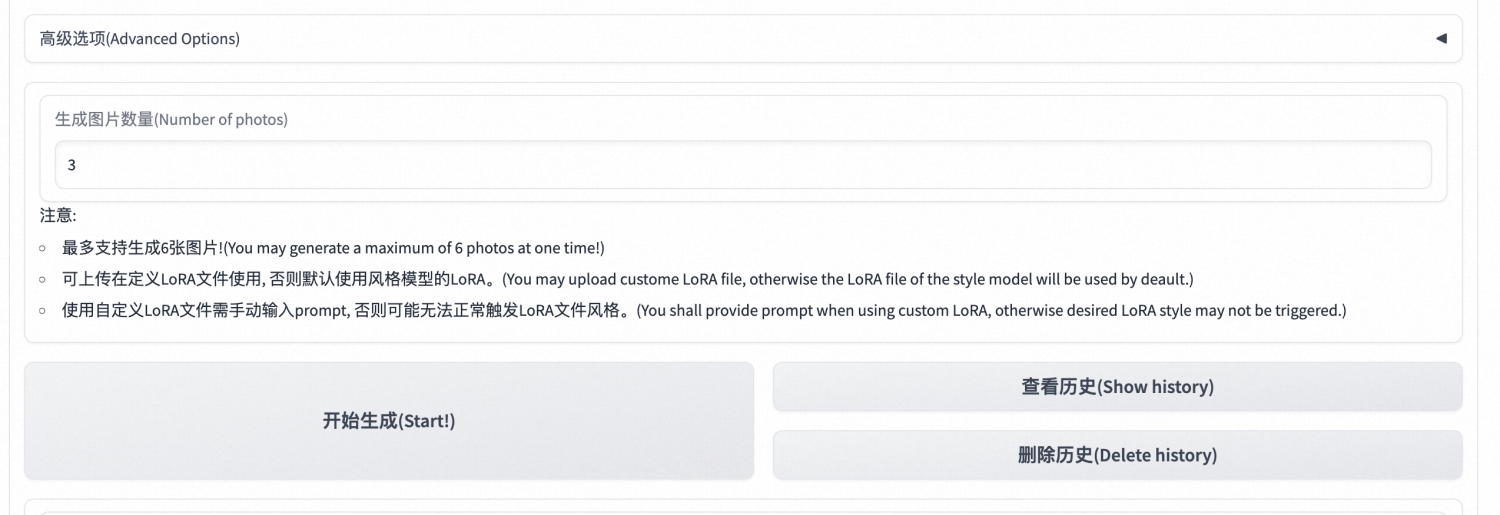 高级选项(Advanced Options)
生成图片数量(Number of photos)
3
注意:
最多支持生成6张图片!(You may generate a maximum of 6 photos at one time!)
可上传在定义LoRA文件使用, 否则默认使用风格模型的LoRA。(You may upload custome LoRA file, otherwise the LoRA file of the style model will be used by deault.)
使用自定义LoRA文件需手动输入prompt, 否则可能无法正常触发LoRA文件风格。(You shall provide prompt when using custom LoRA, otherwise desired LoRA style may not be triggered.)
开始生成(Start!)
查看历史(Show history)
删除历史(Delete history)